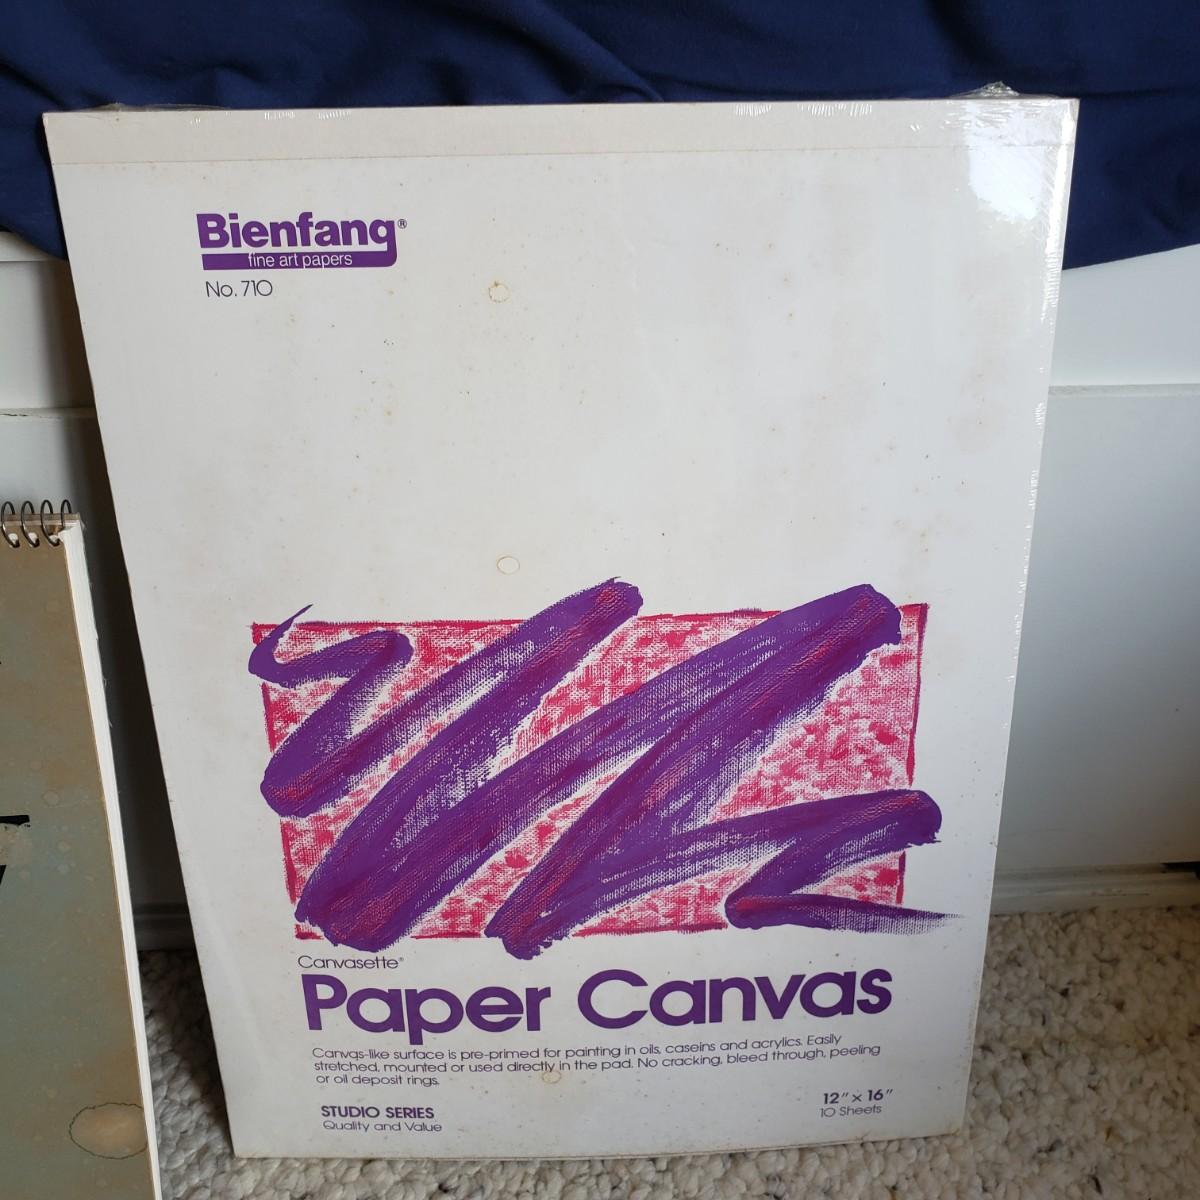 Bienfang®
fine art papers
No. 710
Canvasette®
Paper Canvas
Canvas-like surface is pre-primed for painting in oils, caseins and acrylics. Easily
stretched, mounted or used directly in the pad. No cracking, bleed through, peeling
or oil deposit rings.
12" x 16"
10 Sheets
STUDIO SERIES
Quality and Value